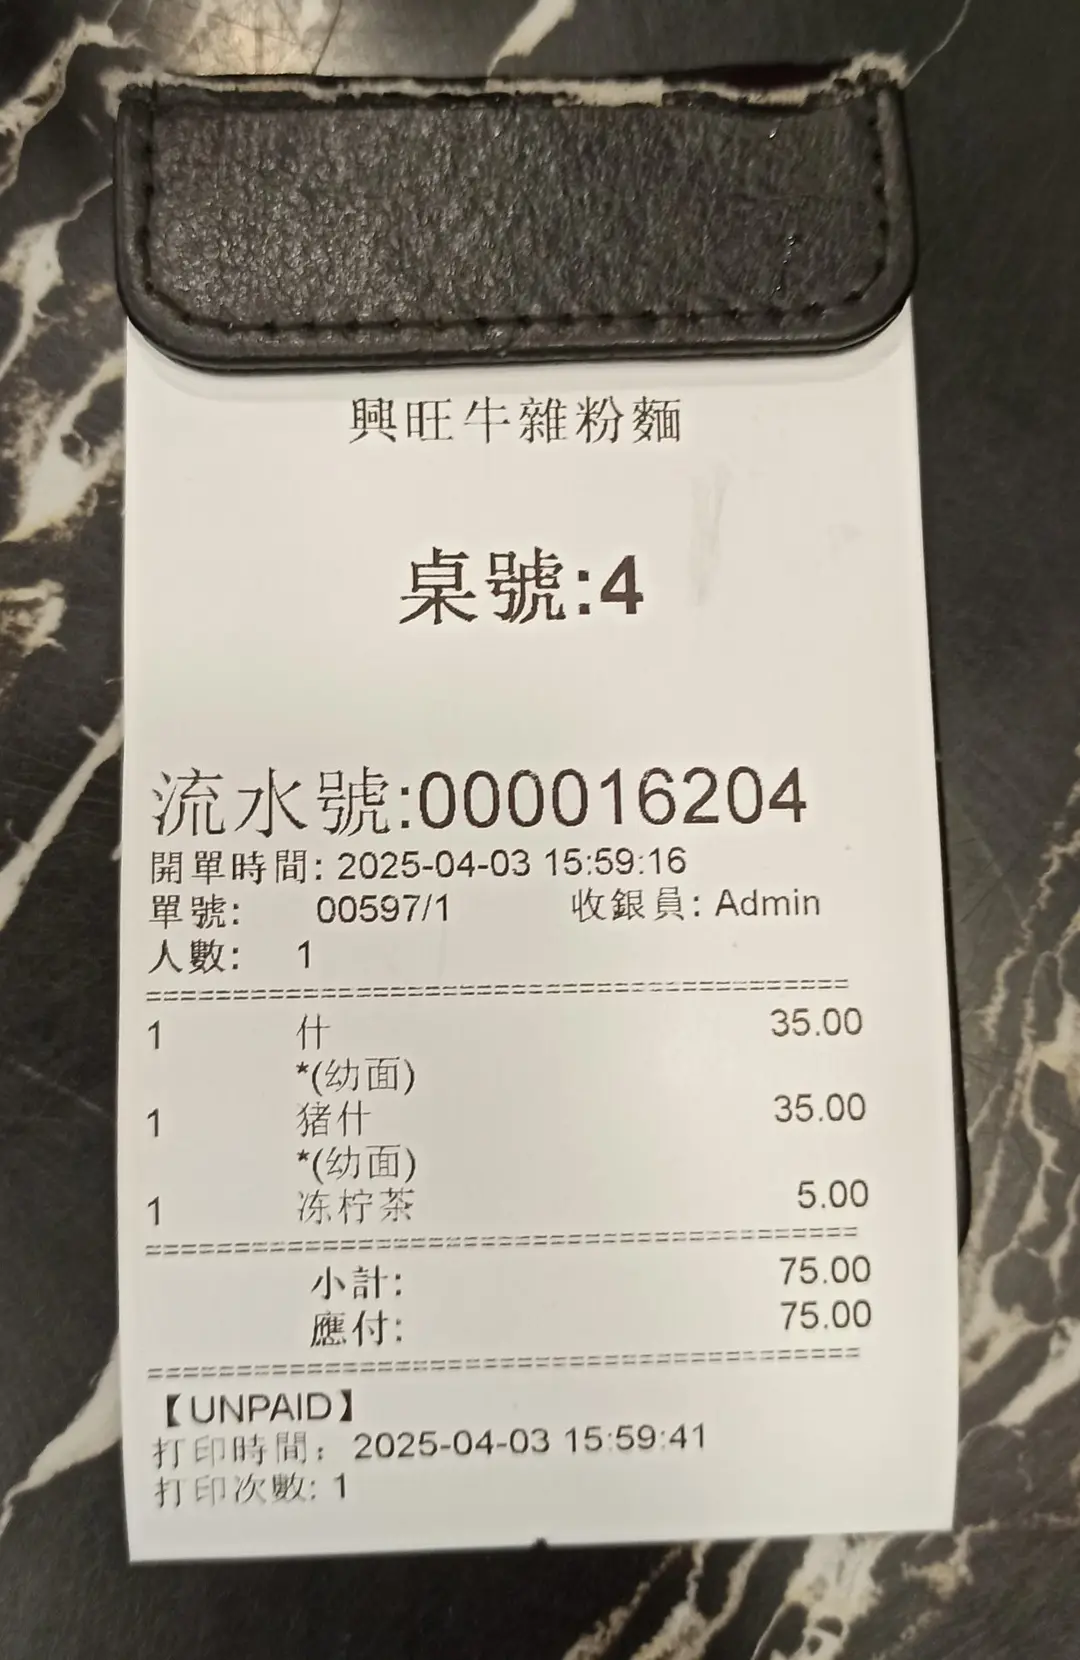 興旺牛雜粉麵
桌號:4
流水號:000016204
開單時間: 2025-04-03 15:59:16
單號: 00597/1 收銀員: Admin
人數: 1
============================================
1 什 35.00
*(幼面)
1 猪什 35.00
*(幼面)
1 冻柠茶 5.00
============================================
小計: 75.00
應付: 75.00
============================================
【UNPAID】
打印時間: 2025-04-03 15:59:41
打印次數: 1